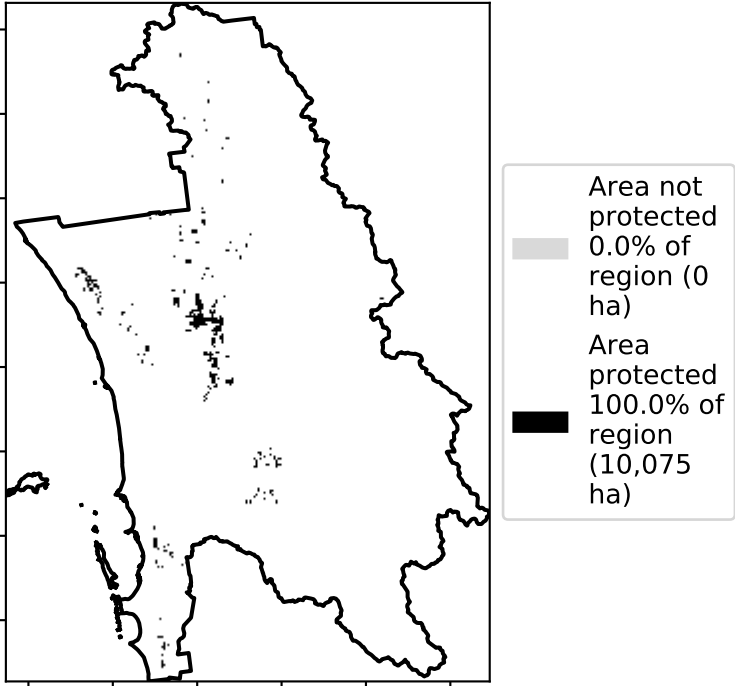 Area not
protected
0.0% of
region (0
ha)
Area
protected
100.0% of
region
(10,075
ha)